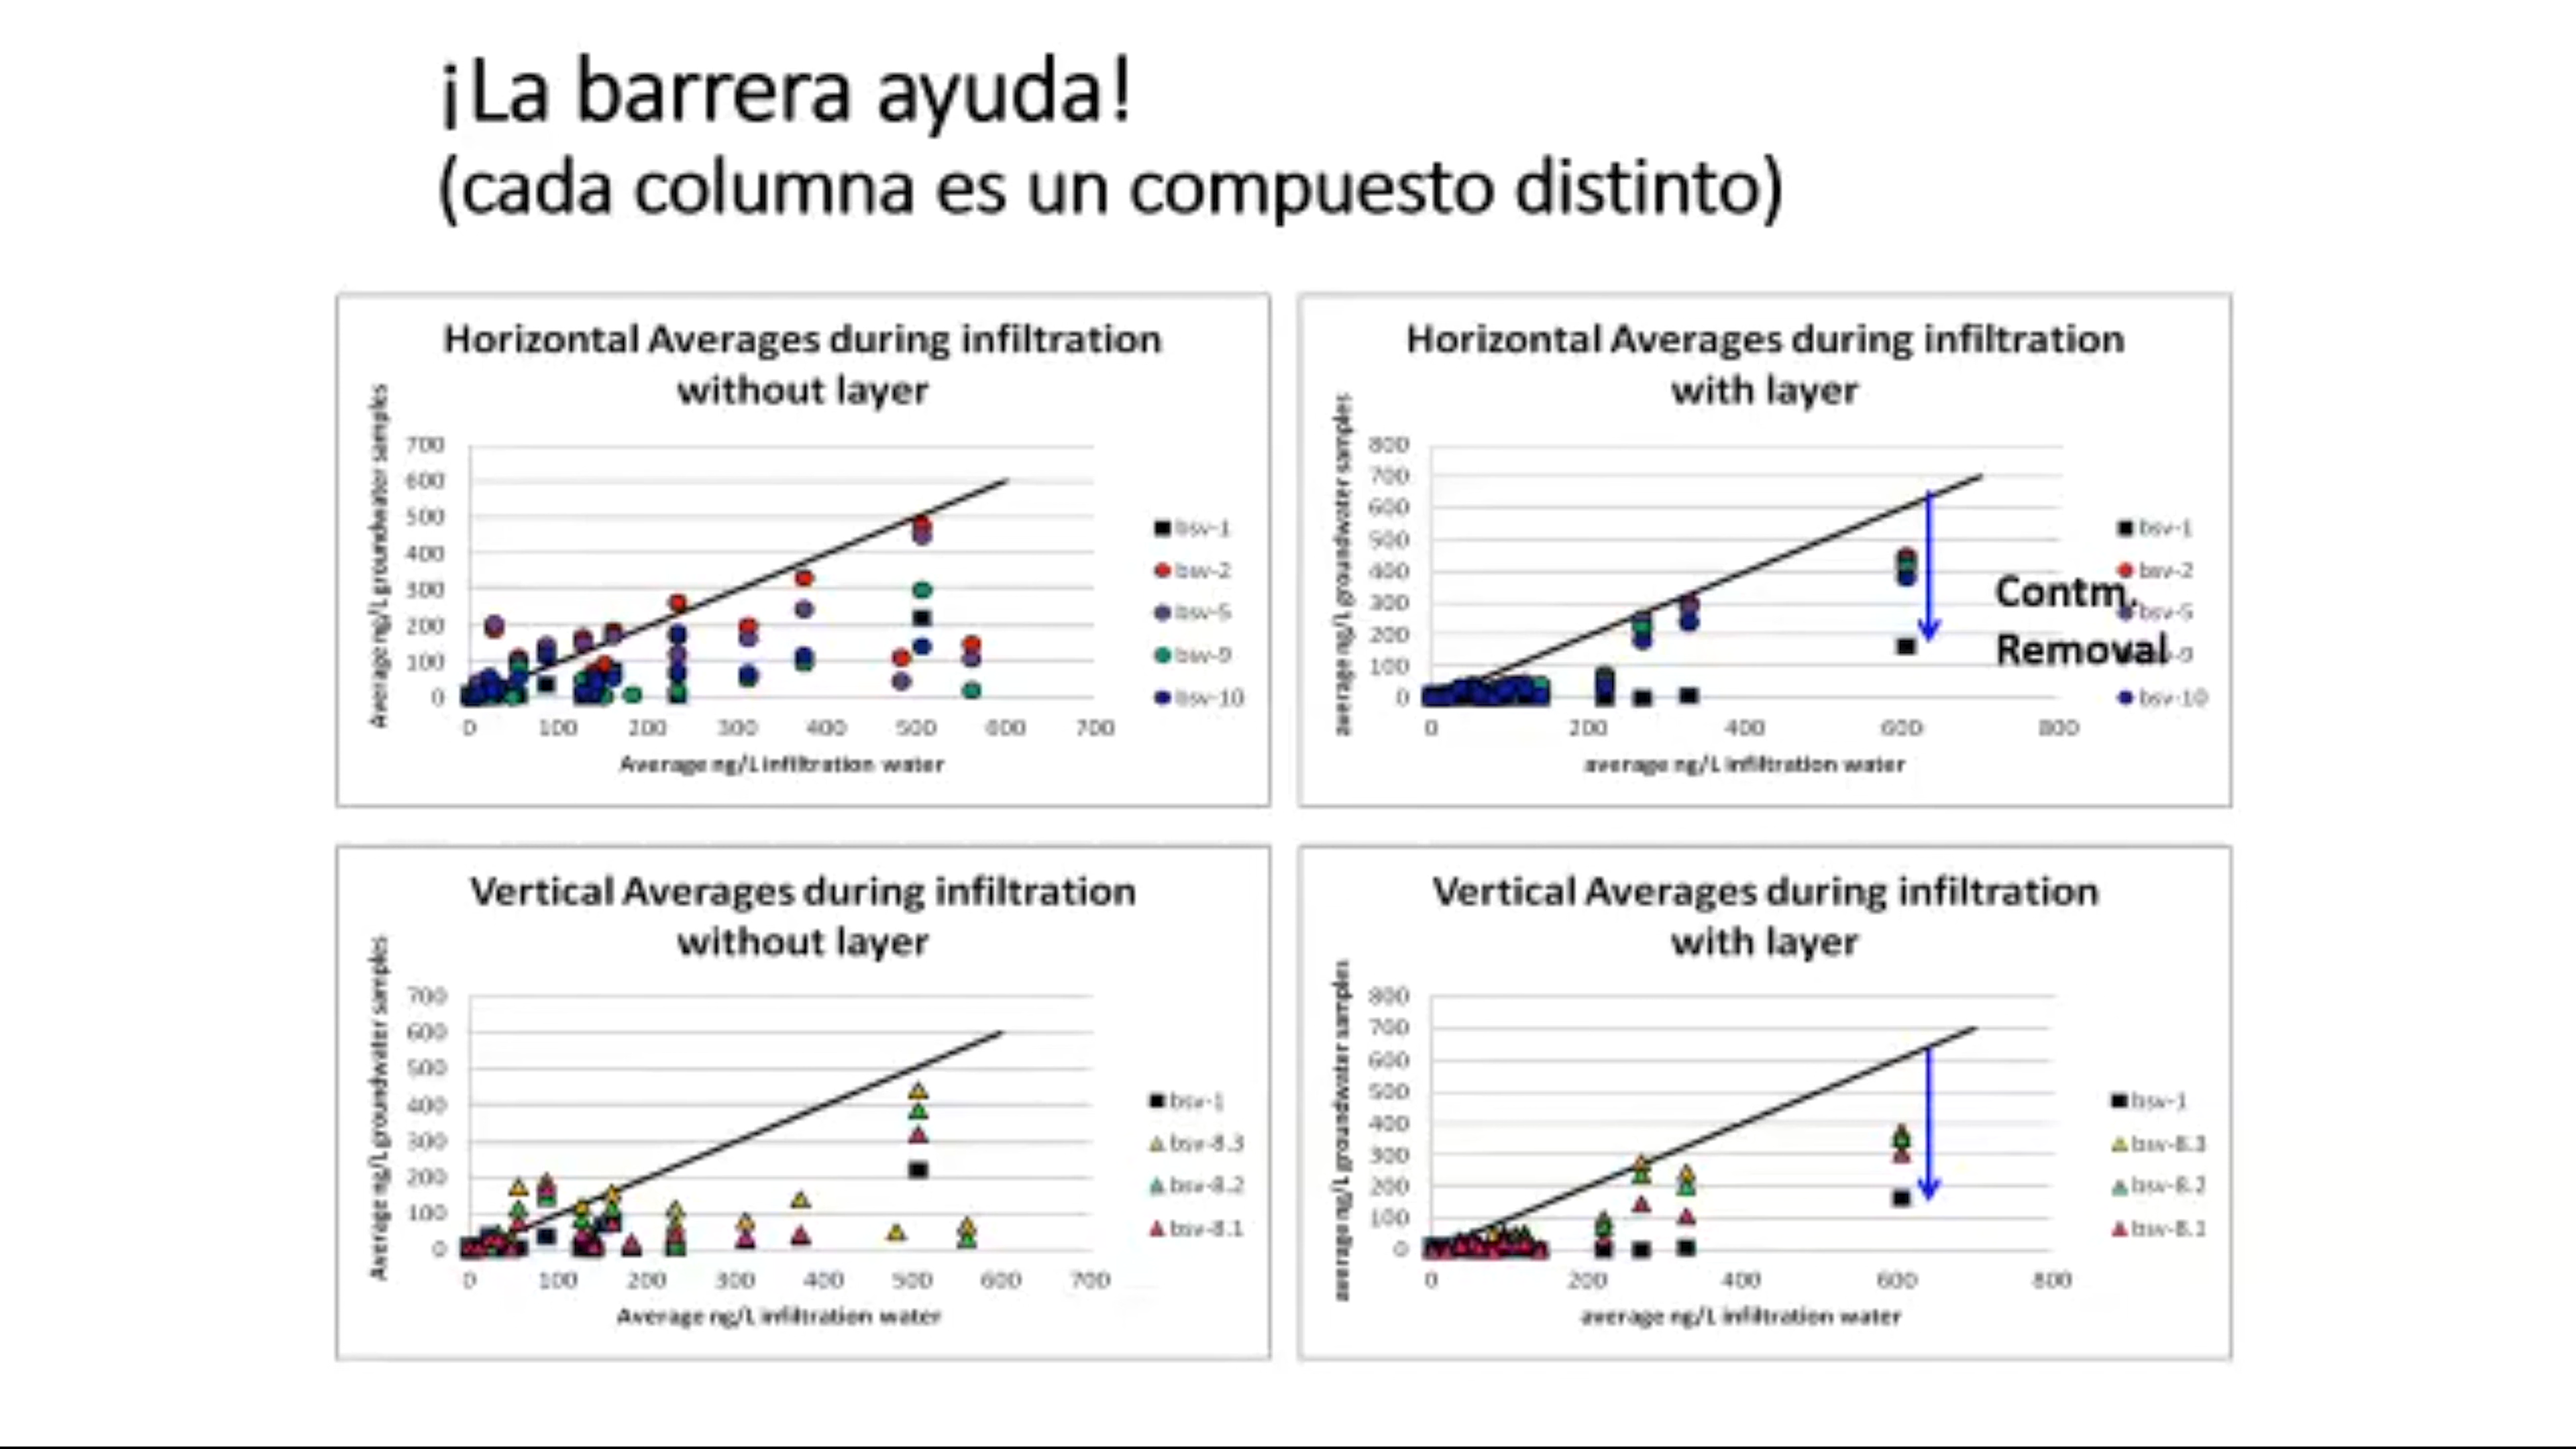 ¡La barrera ayuda!
(cada columna es un compuesto distinto)
Horizontal Averages during infiltration
without layer
Average ng/L groundwater samples
700
600
500
400
300
200
100
0
0 100 200 300 400 500 600 700
Average ng/L infiltration water
bsv-1
bsv-2
bsv-5
bsv-9
bsv-10
Horizontal Averages during infiltration
with layer
average ng/L groundwater samples
800
700
600
500
400
300
200
100
0
0 200 400 600 800
average ng/L infiltration water
bsv-1
bsv-2
bsv-5
-9
bsv-10
Contm.
Removal
Vertical Averages during infiltration
without layer
Average ng/L groundwater samples
700
600
500
400
300
200
100
0
0 100 200 300 400 500 600 700
Average ng/L infiltration water
bsv-1
bsv-8.3
bsv-8.2
bsv-8.1
Vertical Averages during infiltration
with layer
average ng/L groundwater samples
800
700
600
500
400
300
200
100
0
0 200 400 600 800
average ng/L infiltration water
bsv-1
bsv-8.3
bsv-8.2
bsv-8.1